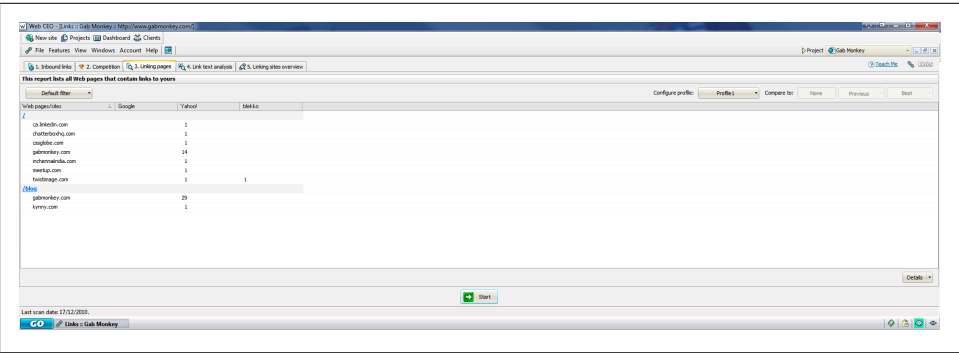 Web CEO - [Links :: Gab Monkey :: http://www.gabmonkey.com/]
New site Projects Dashboard Clients
File Features View Windows Account Help Project Gab Monkey
1. Inbound links 2. Competition 3. Linking pages 4. Link text analysis 5. Linking sites overview Teach Me
This report lists all Web pages that contain links to yours
Default filter Configure profile: Profile1 Compare to: None Previous Best
Web pages/sites Google Yahoo! blekko
/
ca.linkedin.com 1
chatterboxhq.com 1
cssglobe.com 1
gabmonkey.com 14
inchennaiindia.com 1
meetup.com 1
twistimage.com 1 1
/blog
gabmonkey.com 29
kynny.com 1
Details
Start
Last scan date: 17/12/2010.
GO Links :: Gab Monkey